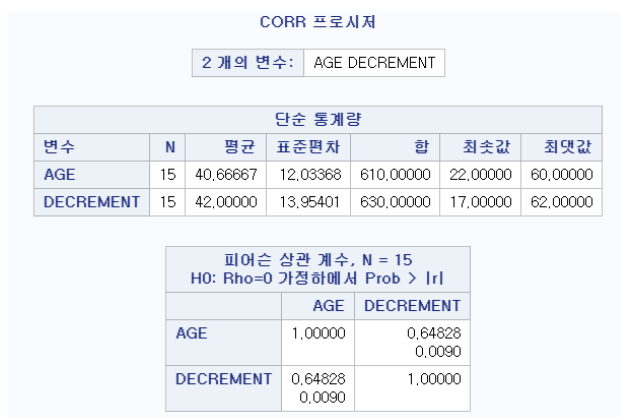 CORR 프로시저
2 개의 변수: AGE DECREMENT
단순 통계량
변수 N 평균 표준편차 합 최솟값 최댓값
AGE 15 40,66667 12,03368 610,00000 22,00000 60,00000
DECREMENT 15 42,00000 13,95401 630,00000 17,00000 62,00000
피어슨 상관 계수, N = 15
H0: Rho=0 가정하에서 Prob > |r|
AGE DECREMENT
AGE 1,00000 0,64828
0,0090
DECREMENT 0,64828 1,00000
0,0090